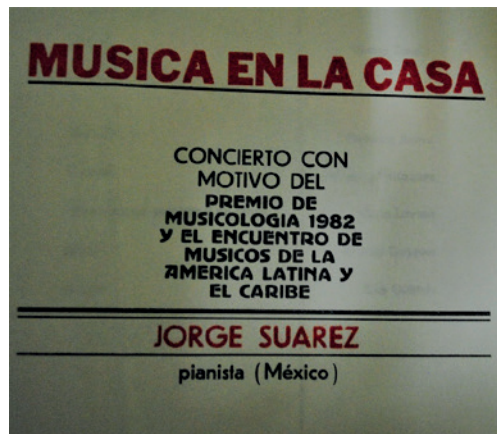 MUSICA EN LA CASA
CONCIERTO CON
MOTIVO DEL
PREMIO DE
MUSICOLOGIA 1982
Y EL ENCUENTRO DE
MUSICOS DE LA
AMERICA LATINA Y
EL CARIBE
JORGE SUAREZ
pianista (México)